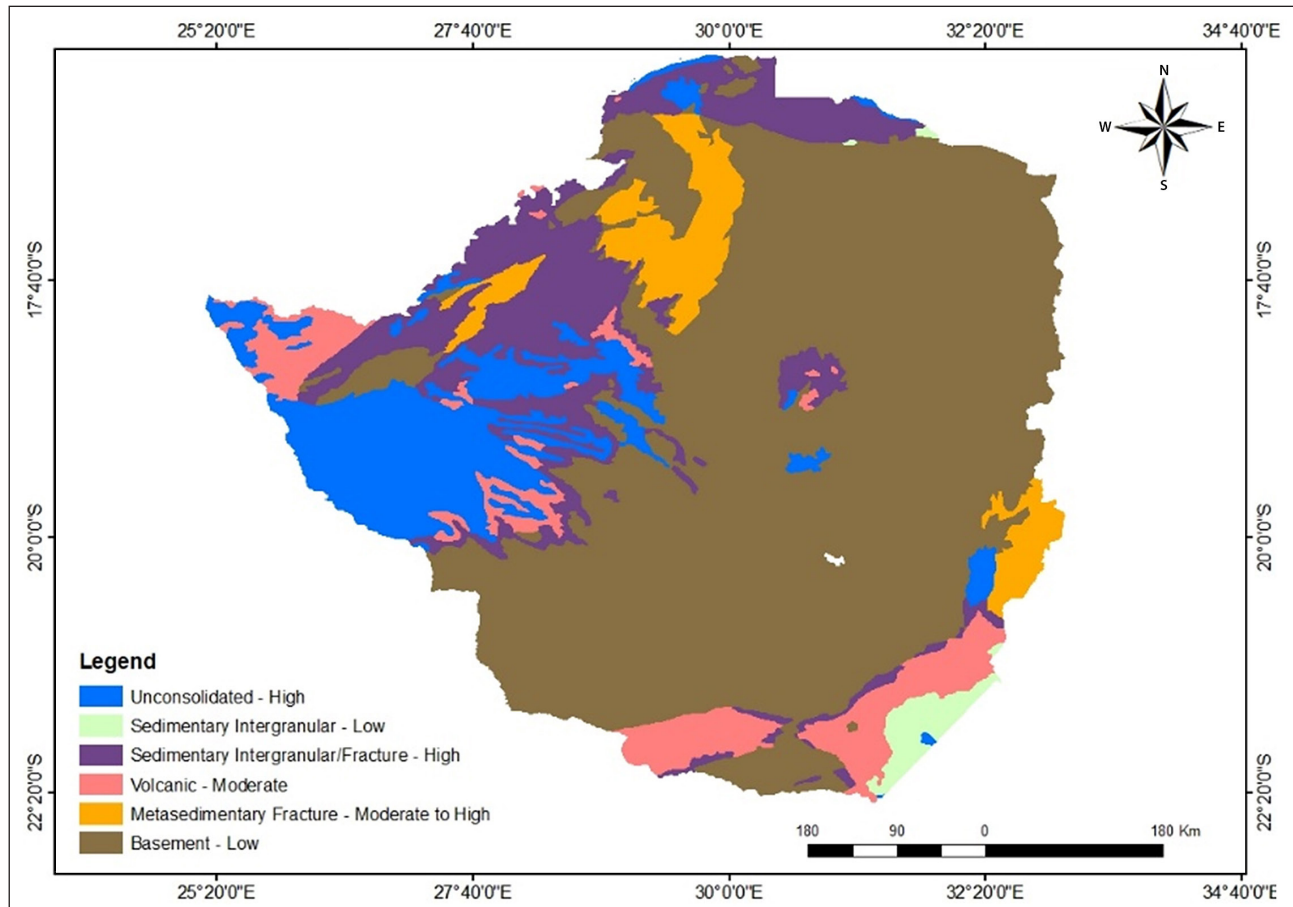 25°20'0"E 27°40'0"E 30°0'0"E 32°20'0"E 34°40'0"E
N
W E
S
17°40'0"S 17°40'0"S
20°0'0"S 20°0'0"S
22°20'0"S 22°20'0"S
Legend
Unconsolidated - High
Sedimentary Intergranular - Low
Sedimentary Intergranular/Fracture - High
Volcanic - Moderate
Metasedimentary Fracture - Moderate to High
Basement - Low
180 90 0 180 Km
25°20'0"E 27°40'0"E 30°0'0"E 32°20'0"E 34°40'0"E